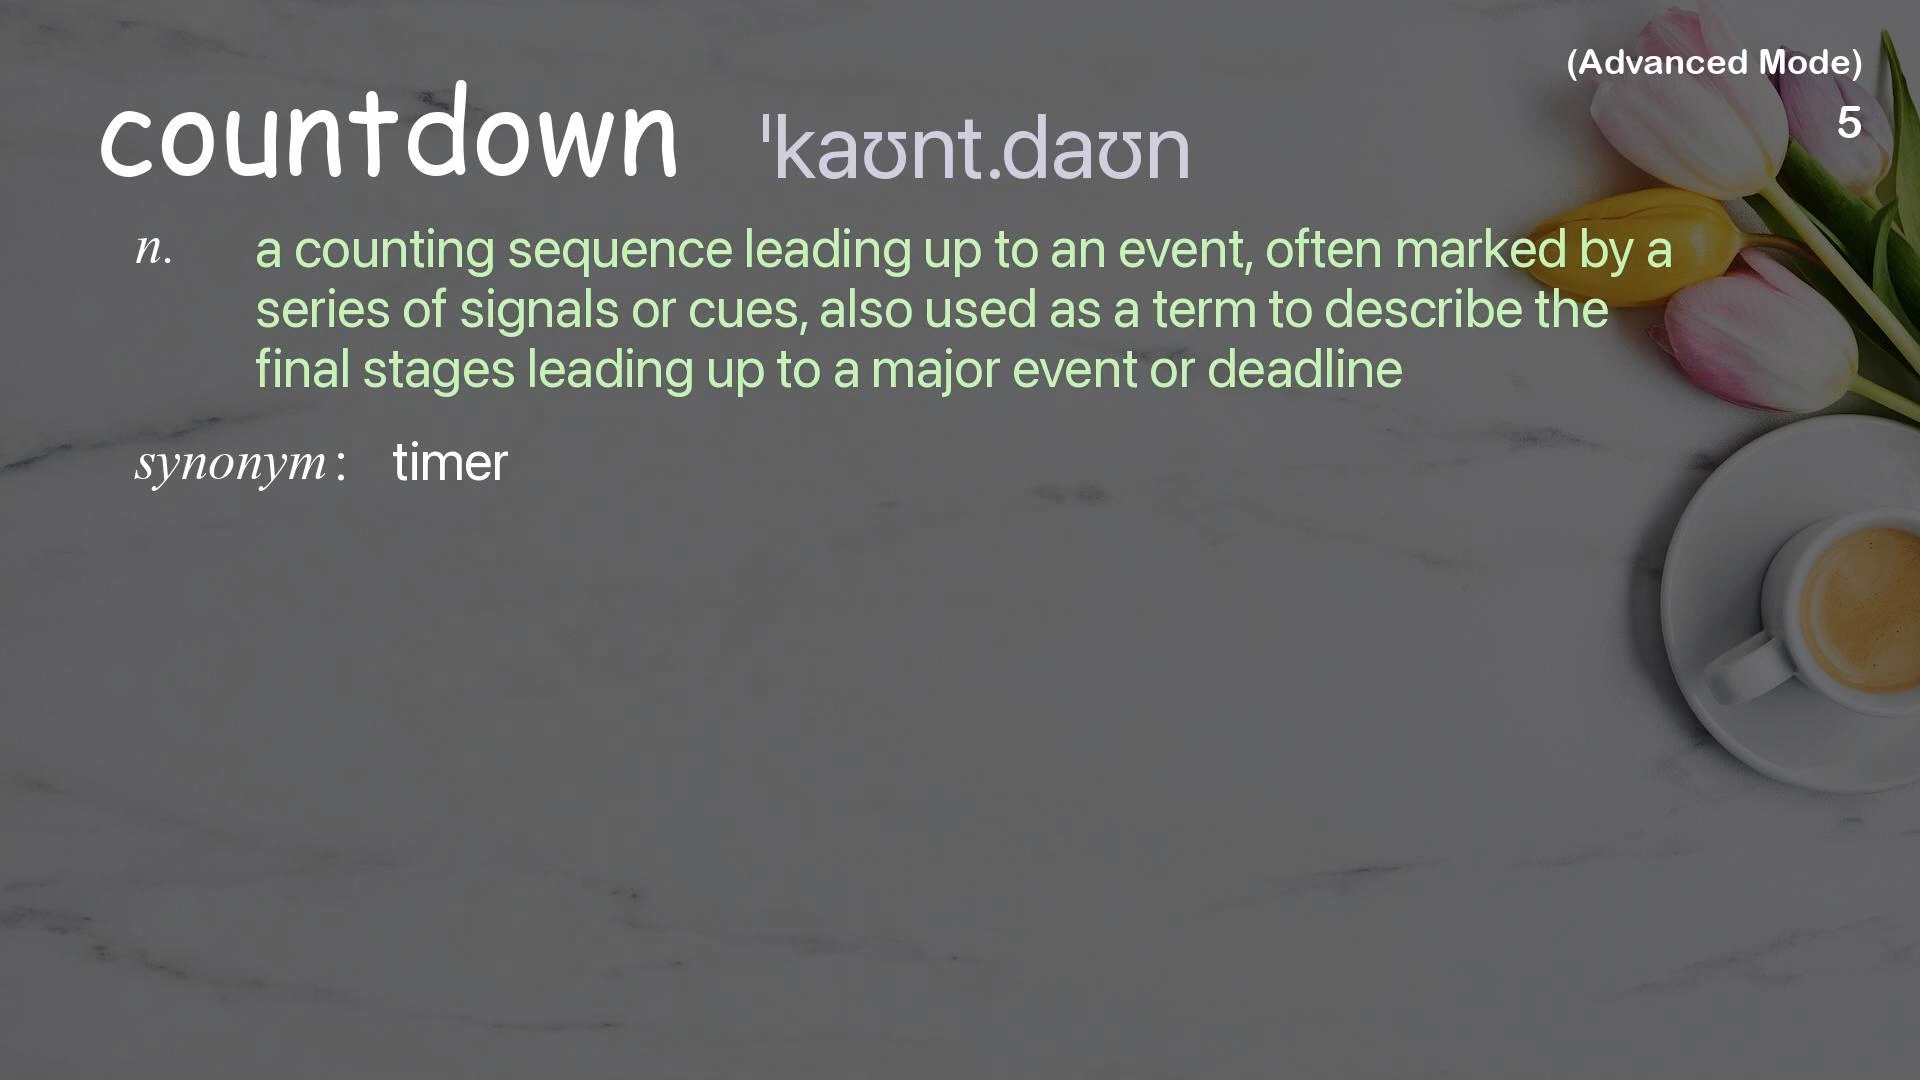 (Advanced Mode)
5
countdown ˈkaʊnt.daʊn
n. a counting sequence leading up to an event, often marked by a
series of signals or cues, also used as a term to describe the
final stages leading up to a major event or deadline
synonym: timer